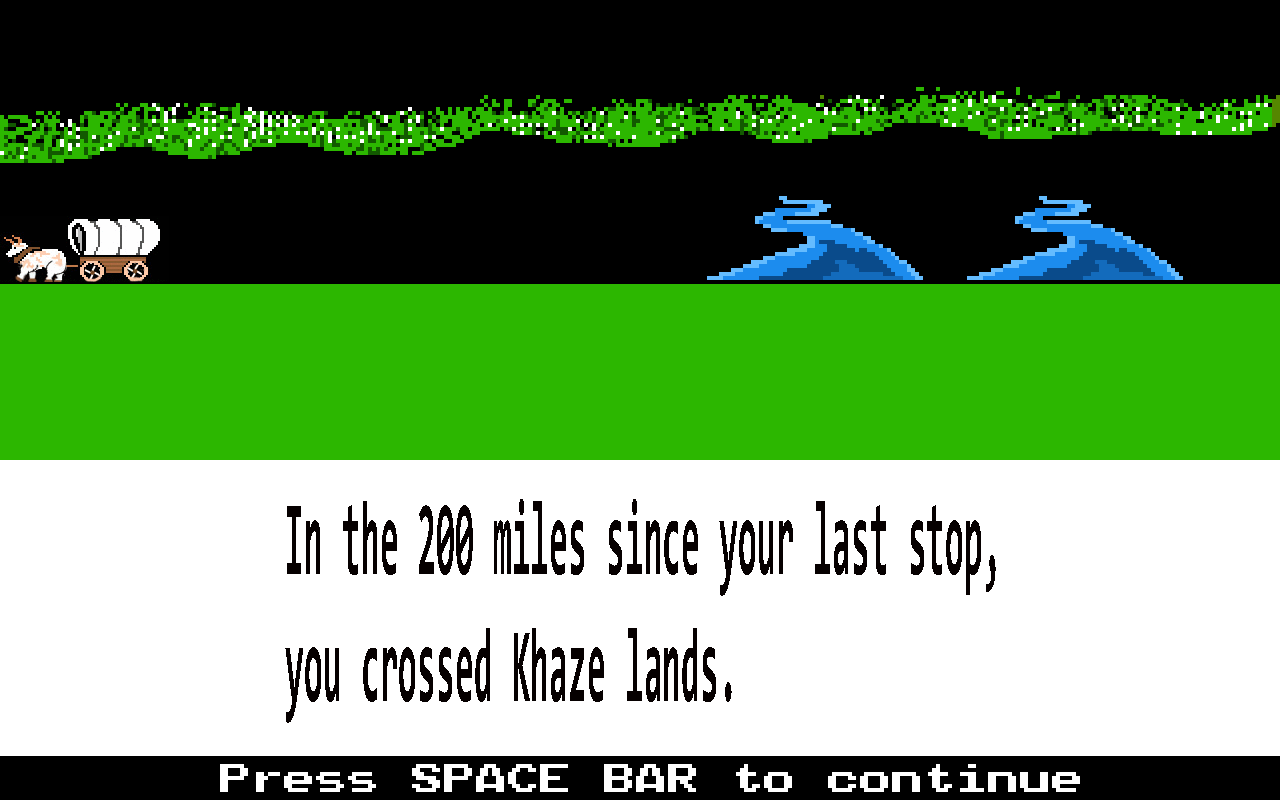 In the 200 miles since your last stop,
you crossed Khaze lands.
Press SPACE BAR to continue